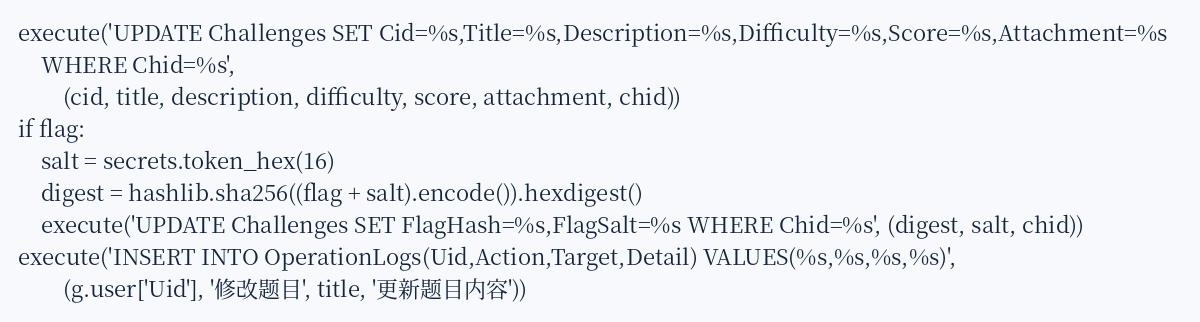 execute('UPDATE Challenges SET Cid=%s,Title=%s,Description=%s,Difficulty=%s,Score=%s,Attachment=%s
    WHERE Chid=%s',
        (cid, title, description, difficulty, score, attachment, chid))
if flag:
    salt = secrets.token_hex(16)
    digest = hashlib.sha256((flag + salt).encode()).hexdigest()
    execute('UPDATE Challenges SET FlagHash=%s,FlagSalt=%s WHERE Chid=%s', (digest, salt, chid))
execute('INSERT INTO OperationLogs(Uid,Action,Target,Detail) VALUES(%s,%s,%s,%s)',
        (g.user['Uid'], '修改题目', title, '更新题目内容'))